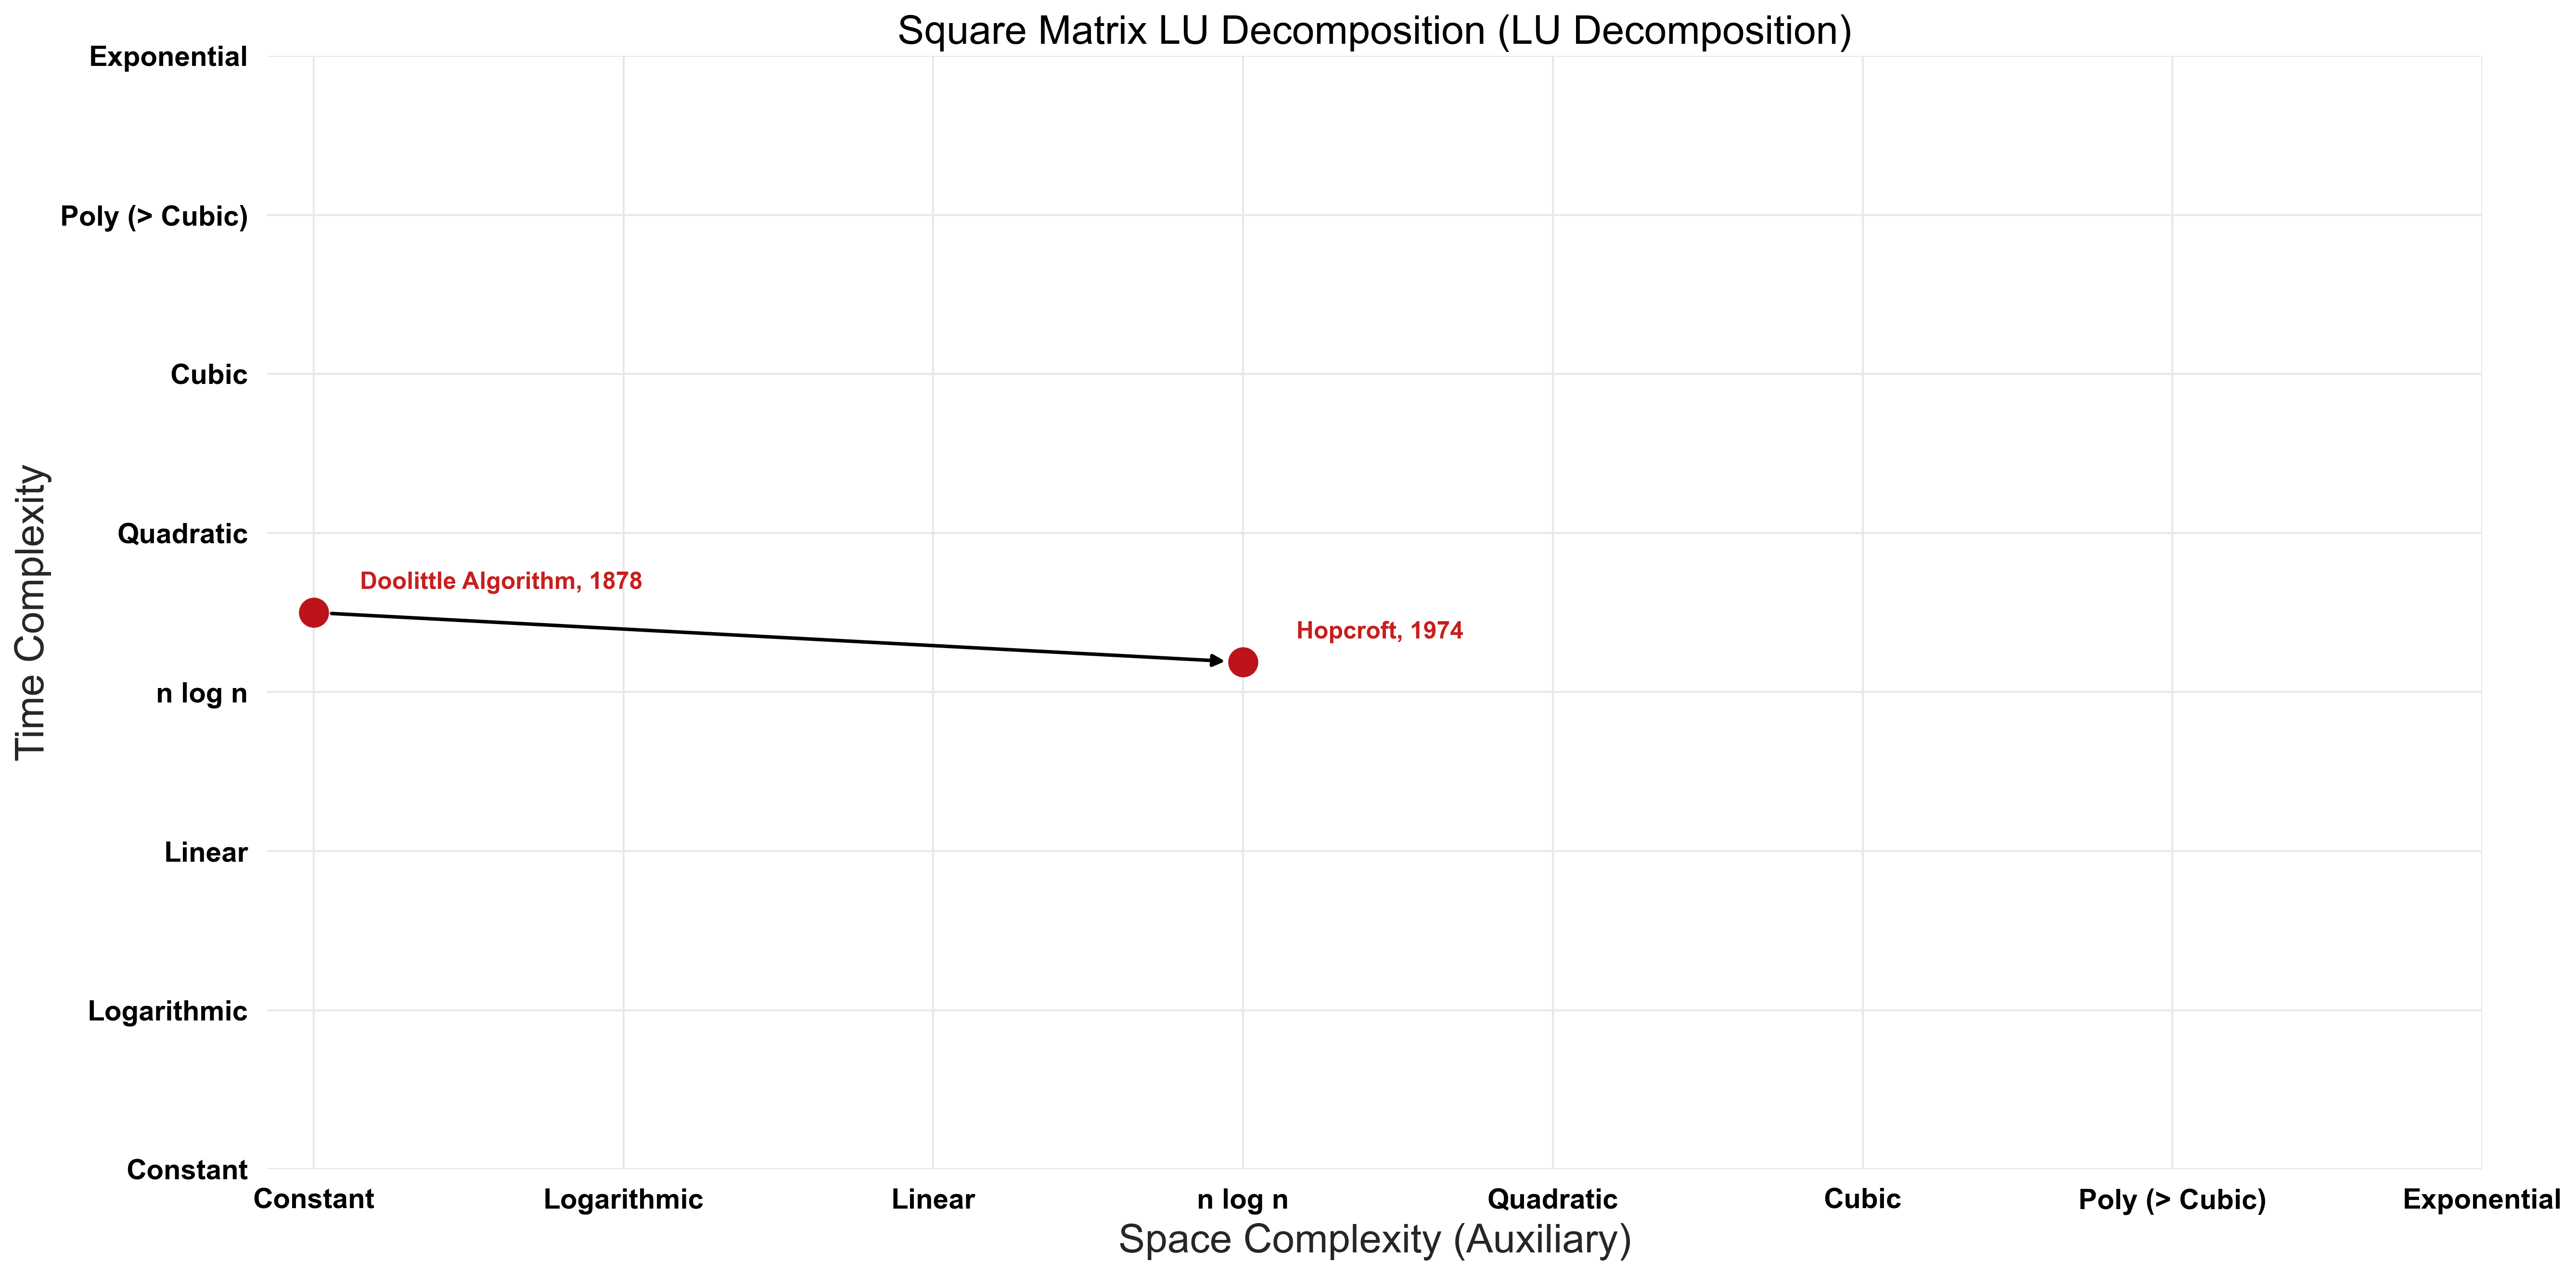 Square Matrix LU Decomposition (LU Decomposition)
Time Complexity
Exponential
Poly (> Cubic)
Cubic
Quadratic
n log n
Linear
Logarithmic
Constant
Doolittle Algorithm, 1878
Hopcroft, 1974
Constant Logarithmic Linear n log n Quadratic Cubic Poly (> Cubic) Exponential
Space Complexity (Auxiliary)